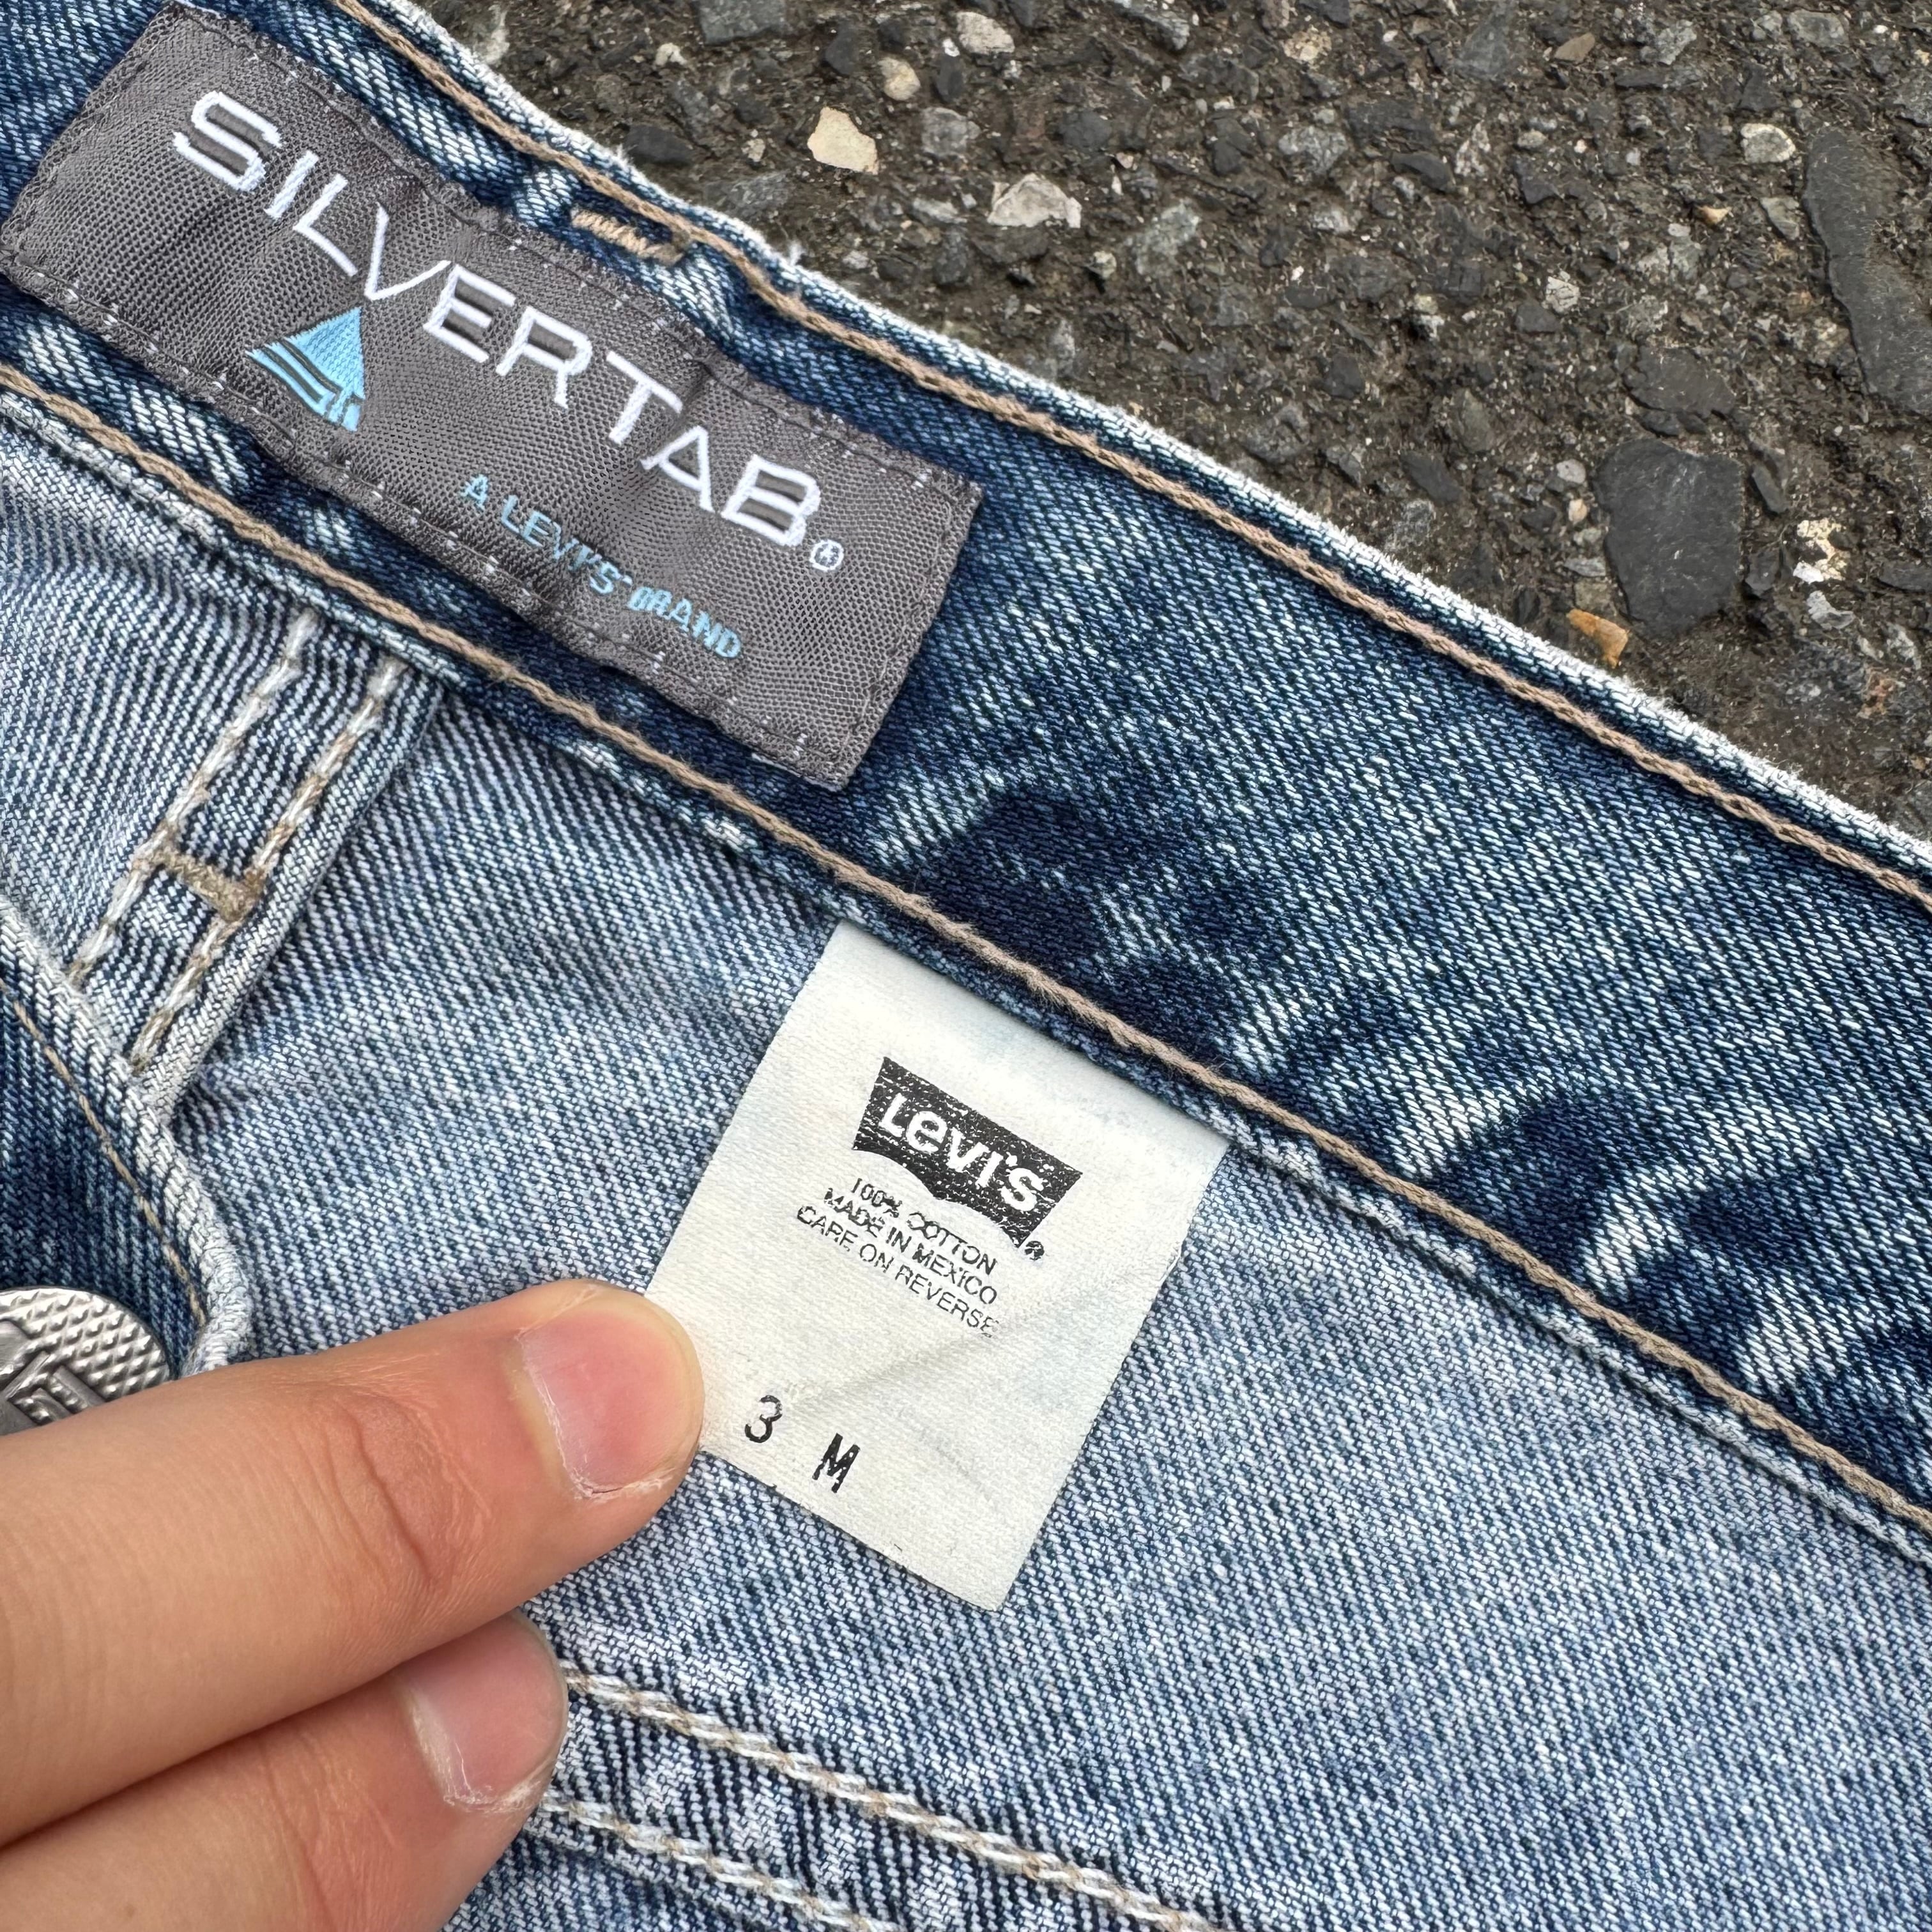 SILVERTAB®
A LEVI'S BRAND
LEVI'S®
100% COTTON
MADE IN MEXICO
CARE ON REVERSE
3 M